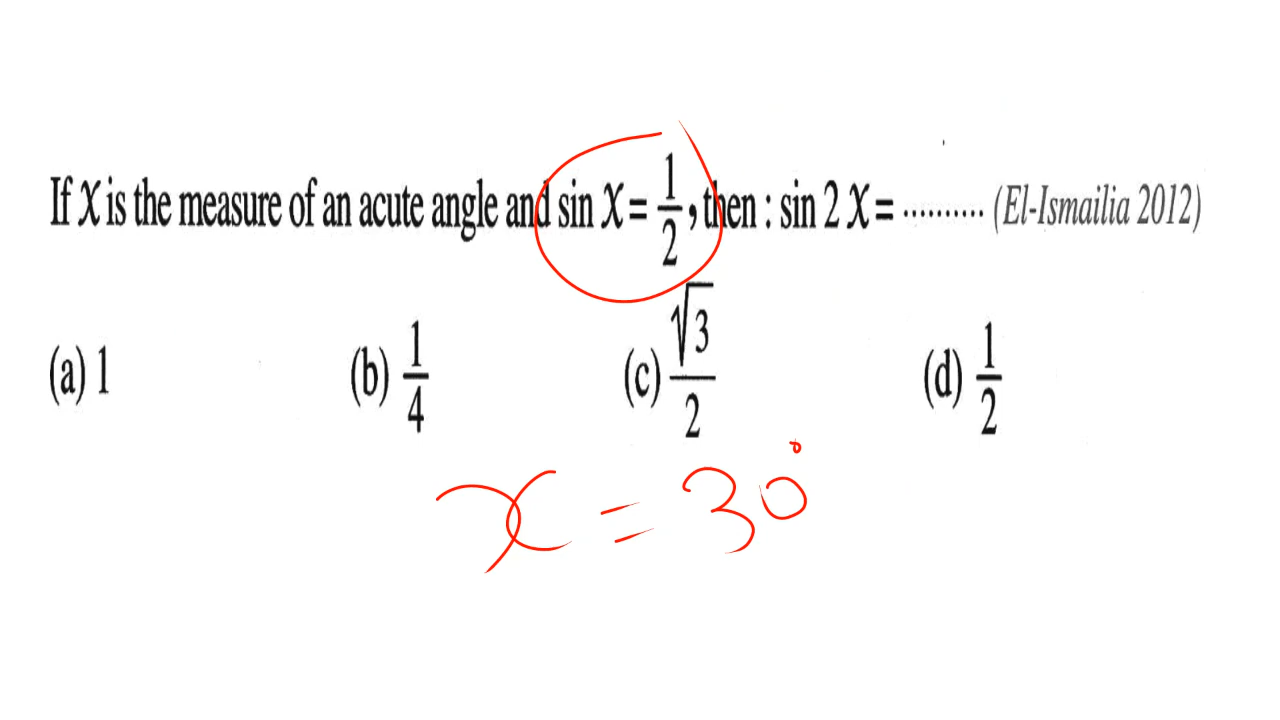 If X is the measure of an acute angle and sin X = 1/2, then : sin 2 X = .......... (El-Ismailia 2012)
(a) 1 (b) 1/4 (c) √3/2 (d) 1/2
x = 30°